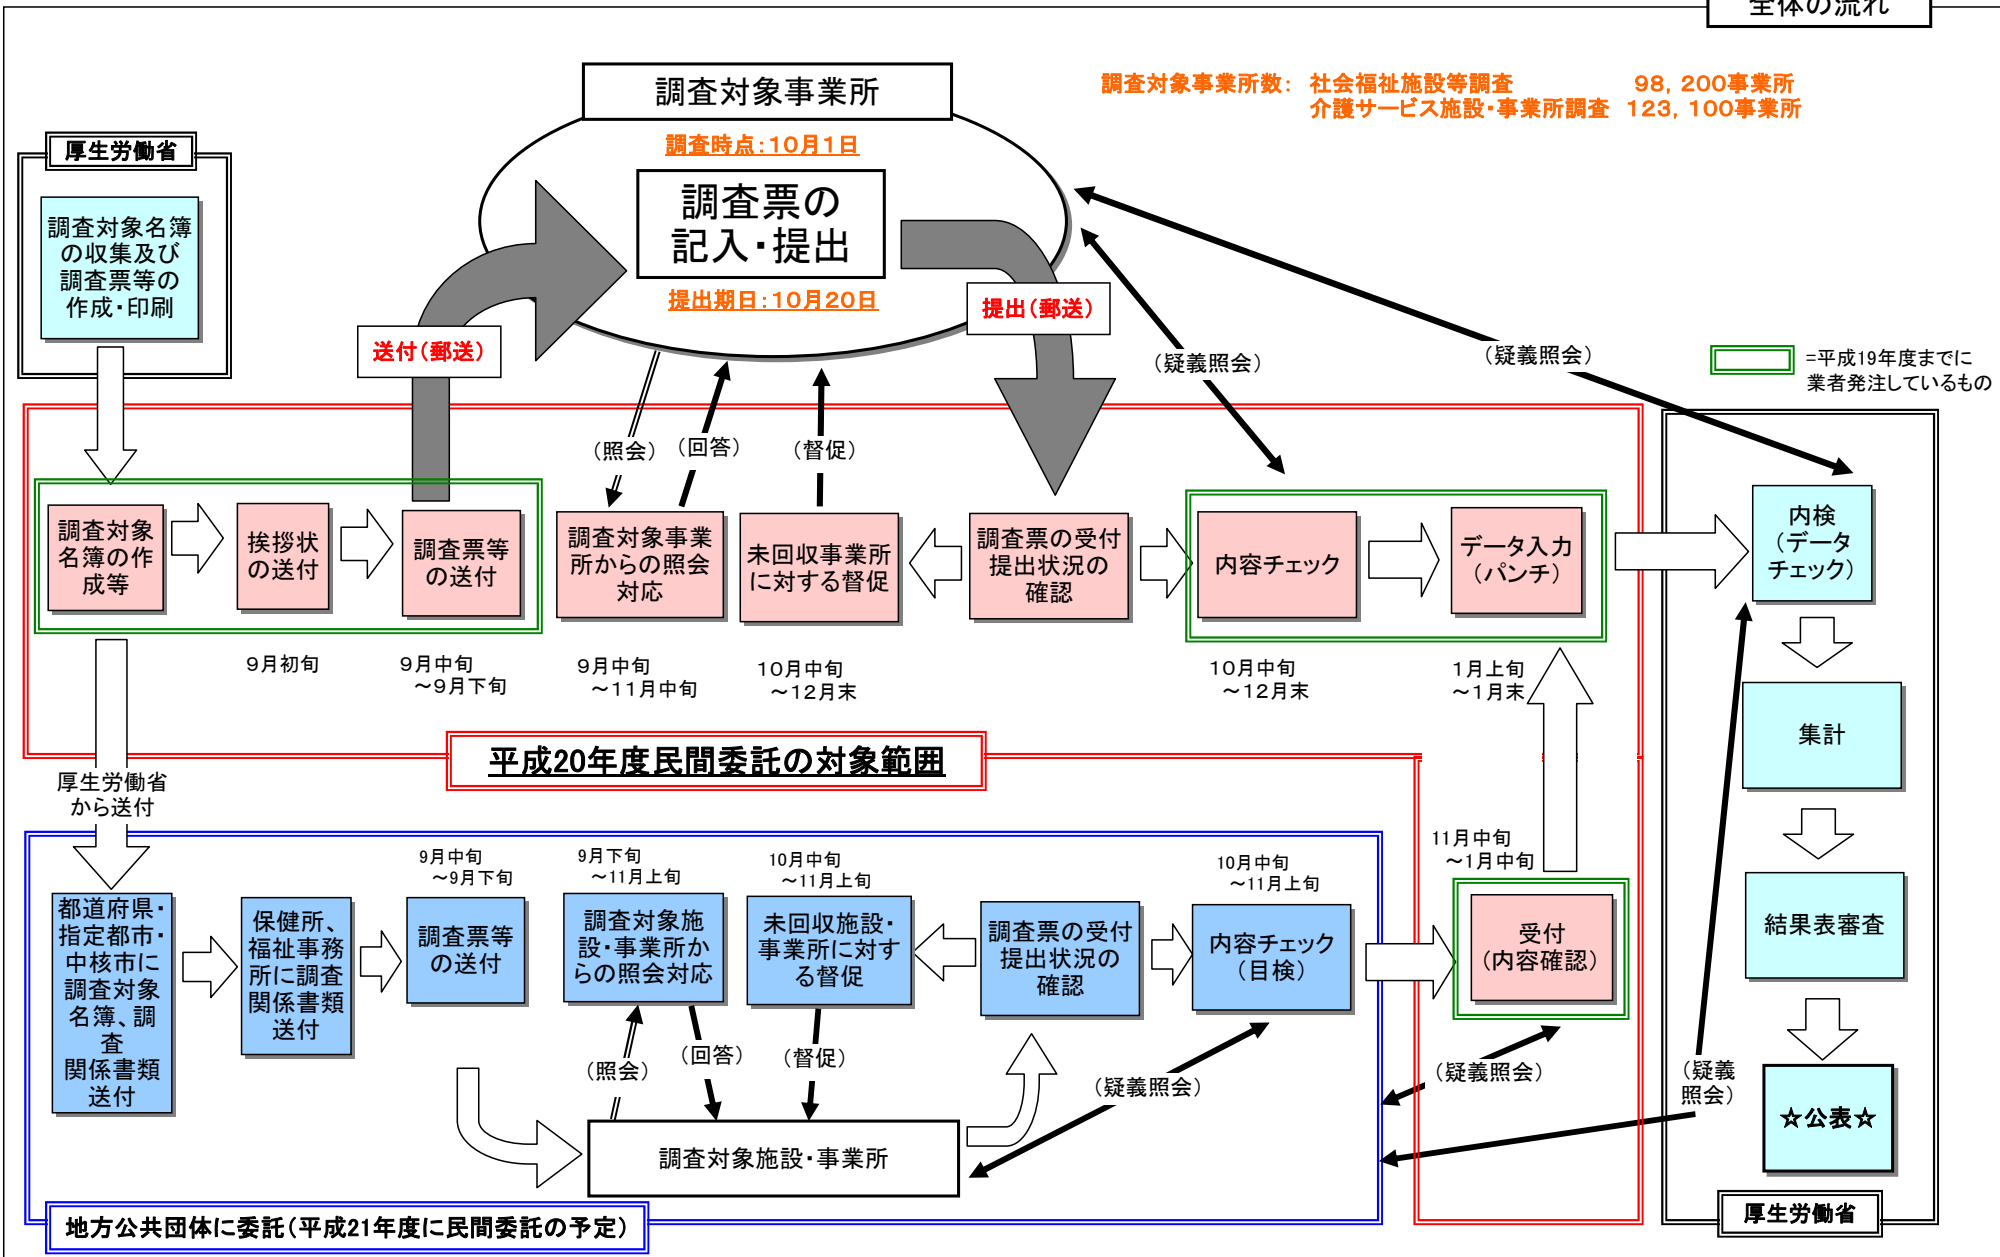 全体の流れ
調査対象事業所数： 社会福祉施設等調査 98，200事業所
介護サービス施設・事業所調査 123，100事業所
調査対象事業所
調査時点：10月1日
調査票の
記入・提出
提出期日：10月20日
厚生労働省
調査対象名簿
の収集及び
調査票等の
作成・印刷
送付（郵送）
提出（郵送）
（疑義照会）
（疑義照会）
=平成19年度までに
業者発注しているもの
（照会）
（回答）
（督促）
調査対象
名簿の作
成等
挨拶状
の送付
調査票等
の送付
調査対象事業
所からの照会
対応
未回収事業所
に対する督促
調査票の受付
提出状況の
確認
内容チェック
データ入力
（パンチ）
内検
（データ
チェック）
9月初旬
9月中旬
～9月下旬
9月中旬
～11月中旬
10月中旬
～12月末
10月中旬
～12月末
1月上旬
～1月末
集計
平成20年度民間委託の対象範囲
厚生労働省
から送付
9月中旬
～9月下旬
9月下旬
～11月上旬
10月中旬
～11月上旬
10月中旬
～11月上旬
11月中旬
～1月中旬
都道府県・
指定都市・
中核市に
調査対象
名簿、調
査
関係書類
送付
保健所、
福祉事務
所に調査
関係書類
送付
調査票等
の送付
調査対象施
設・事業所か
らの照会対応
未回収施設・
事業所に対す
る督促
調査票の受付
提出状況の
確認
内容チェック
（目検）
受付
（内容確認）
結果表審査
（照会）
（回答）
（督促）
（疑義照会）
（疑義照会）
（疑義
照会）
☆公表☆
調査対象施設・事業所
地方公共団体に委託（平成21年度に民間委託の予定）
厚生労働省